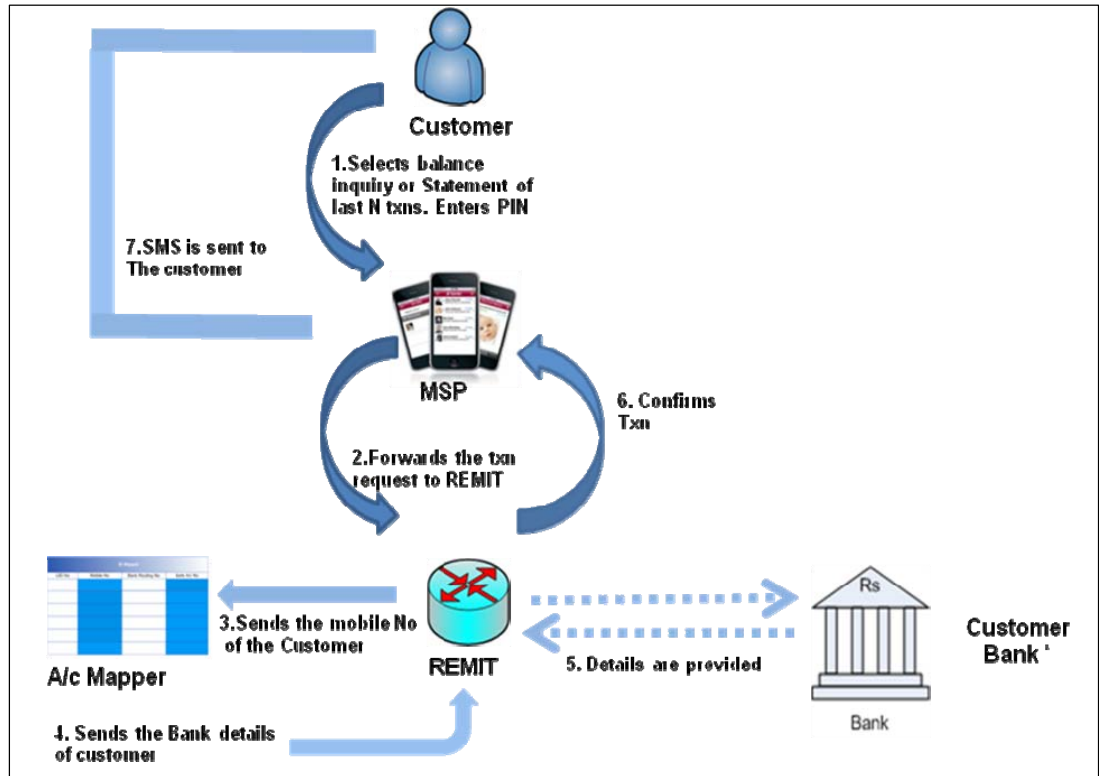 Customer
1.Selects balance
inquiry or Statement of
last N txns. Enters PIN
7.SMS is sent to
The customer
MSP
6. Confirms
Txn
2.Forwards the txn
request to REMIT
3.Sends the mobile No
of the Customer
A/c Mapper
REMIT
5. Details are provided
Rs
Bank
Customer
Bank
4. Sends the Bank details
of customer